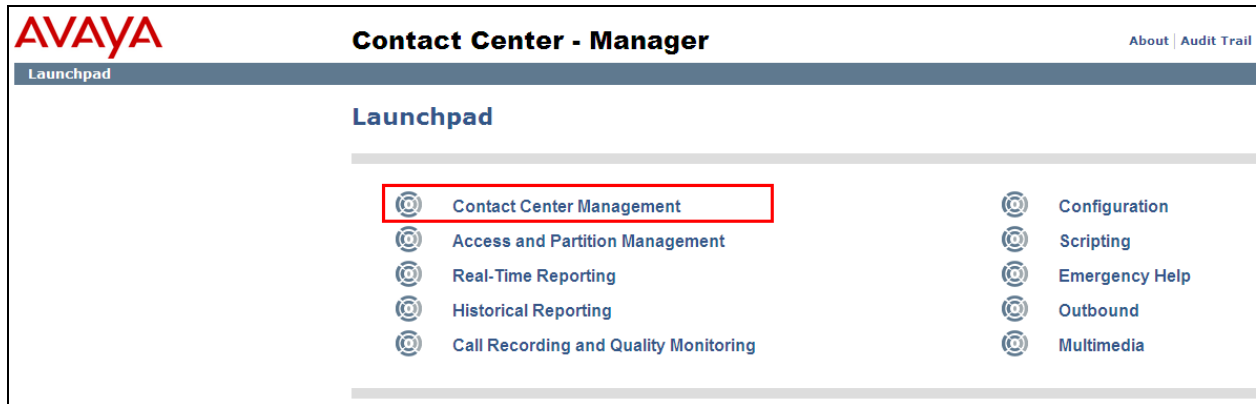 AVAYA
Contact Center - Manager
About | Audit Trail
Launchpad
Launchpad
Contact Center Management
Configuration
Access and Partition Management
Scripting
Real-Time Reporting
Emergency Help
Historical Reporting
Outbound
Call Recording and Quality Monitoring
Multimedia